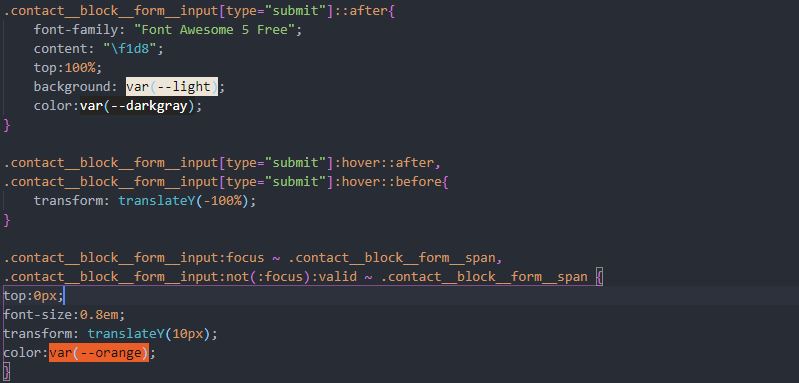 .contact__block__form__input[type="submit"]::after{
    font-family: "Font Awesome 5 Free";
    content: "\f1d8";
    top:100%;
    background: var(--light);
    color:var(--darkgray);
}
.contact__block__form__input[type="submit"]:hover::after,
.contact__block__form__input[type="submit"]:hover::before{
    transform: translateY(-100%);
}
.contact__block__form__input:focus ~ .contact__block__form__span,
.contact__block__form__input:not(:focus):valid ~ .contact__block__form__span {
top:0px;
font-size:0.8em;
transform: translateY(10px);
color:var(--orange);
}